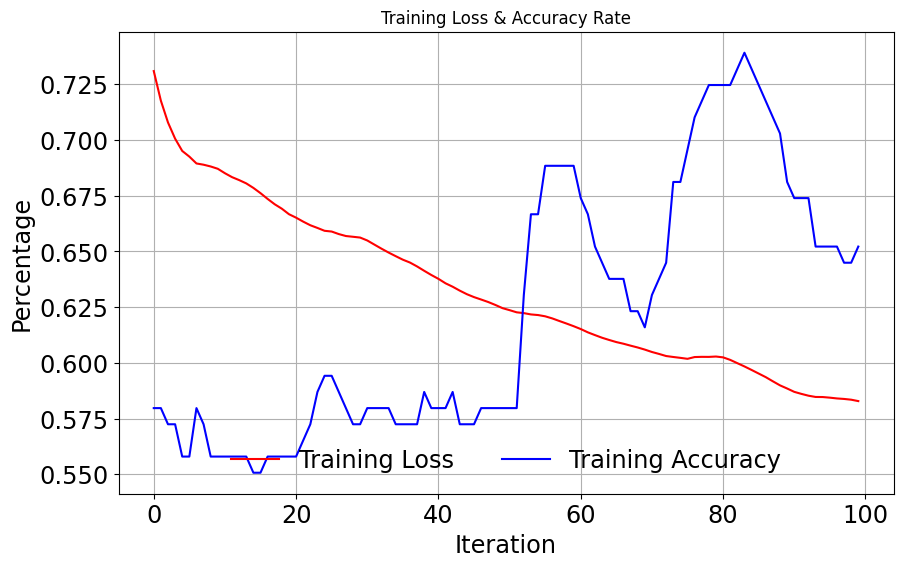 Training Loss & Accuracy Rate
0.725
0.700
0.675
0.650
0.625
0.600
0.575
0.550
Percentage
Training Loss
Training Accuracy
0 20 40 60 80 100
Iteration